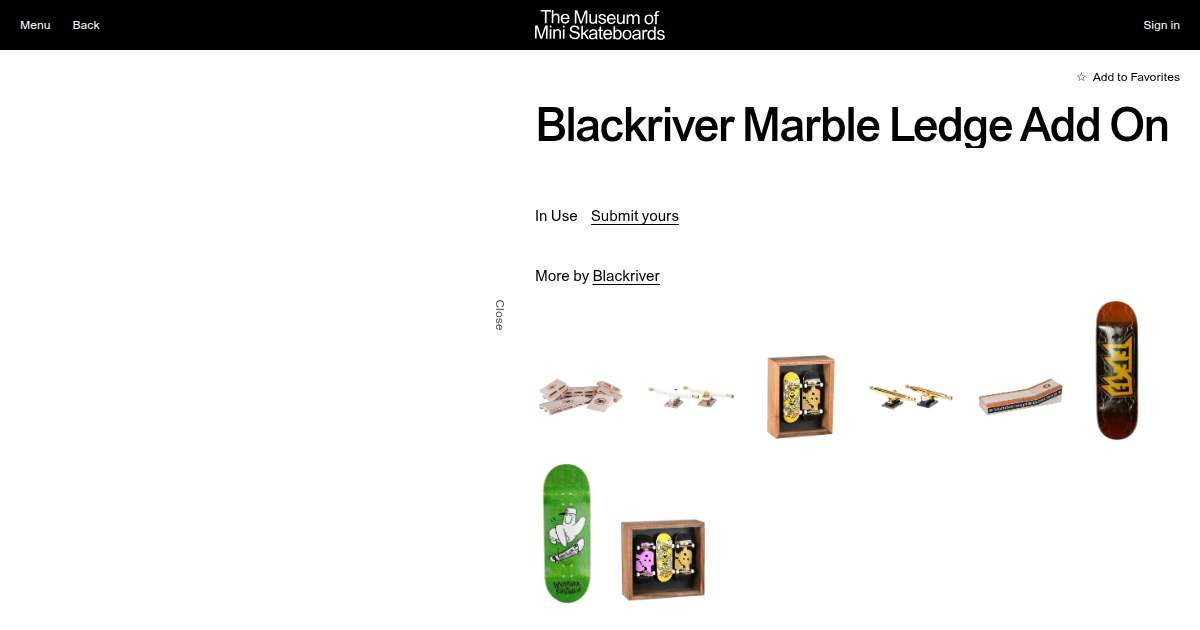 Menu
Back
The Museum of
Mini Skateboards
Sign in
☆ Add to Favorites
Blackriver Marble Ledge Add On
In Use Submit yours
More by Blackriver
Close